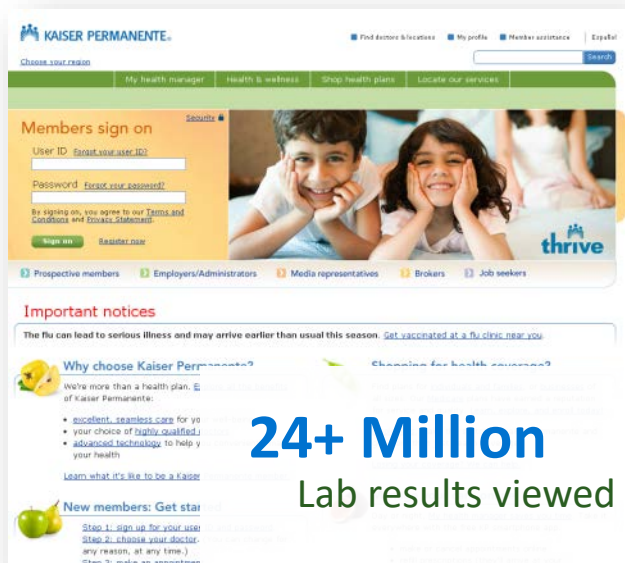 KAISER PERMANENTE®
Find doctors & locations My profile Member assistance Español
Choose your region
Search
My health manager Health & wellness Shop health plans Locate our services
Security
Members sign on
User ID Forgot your user ID?
Password Forgot your password?
By signing on, you agree to our Terms and
Conditions and Privacy Statement.
Sign on Register now
thrive
Prospective members Employers/Administrators Media representatives Brokers Job seekers
Important notices
The flu can lead to serious illness and may arrive earlier than usual this season. Get vaccinated at a flu clinic near you.
Why choose Kaiser Permanente?
Shopping for health coverage?
We're more than a health plan.
of Kaiser Permanente:
excellent, seamless care for yo
your choice of highly qualified
advanced technology to help y
your health
Learn what it's like to be a Kaiser
24+ Million
Lab results viewed
New members: Get star
Step 1: sign up for your user
Step 2: choose your doctor.
any reason, at any time.)
Step 3: make an appointmen